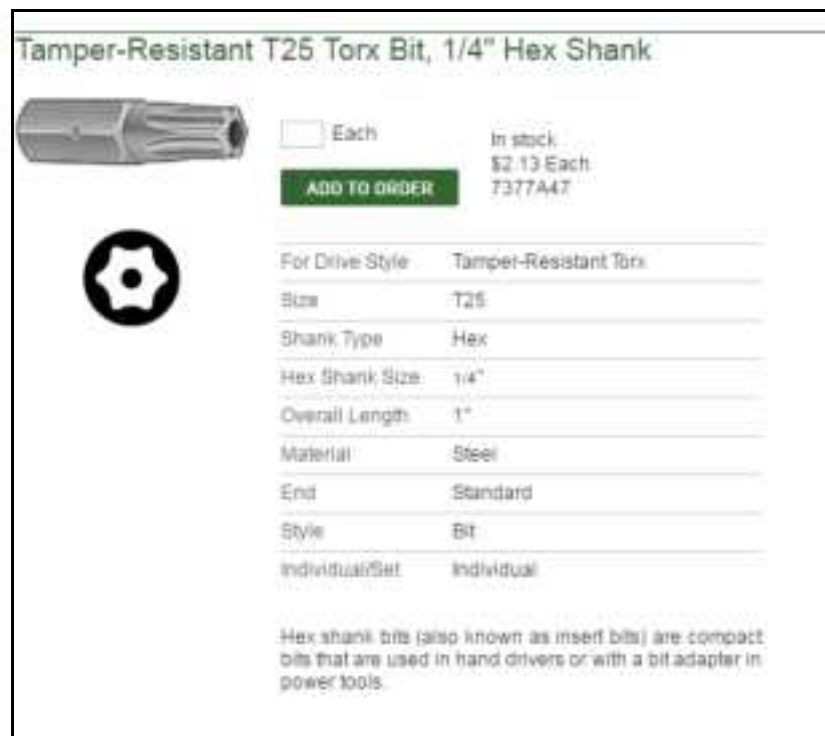 Tamper-Resistant T25 Torx Bit, 1/4" Hex Shank
Each
In stock
$2.13 Each
ADD TO ORDER
7377A47
For Drive Style Tamper-Resistant Torx
Size T25
Shank Type Hex
Hex Shank Size 1/4"
Overall Length 1"
Material Steel
End Standard
Style Bit
Individual/Set Individual
Hex shank bits (also known as insert bits) are compact
bits that are used in hand drivers or with a bit adapter in
power tools.